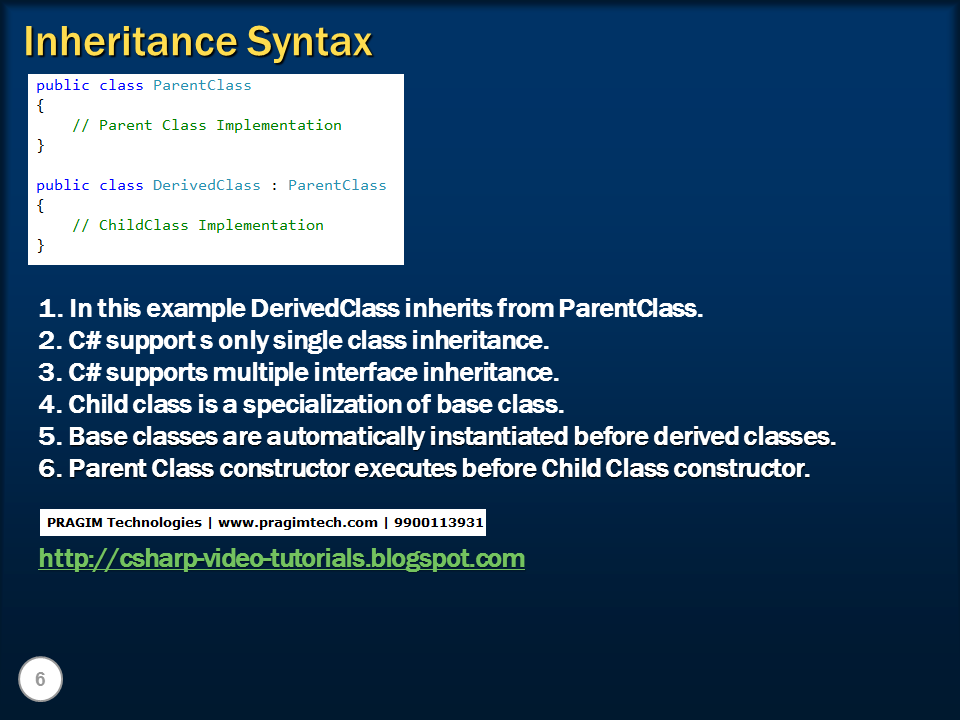 Inheritance Syntax
public class ParentClass
{
    // Parent Class Implementation
}
public class DerivedClass : ParentClass
{
    // ChildClass Implementation
}
1. In this example DerivedClass inherits from ParentClass.
2. C# support s only single class inheritance.
3. C# supports multiple interface inheritance.
4. Child class is a specialization of base class.
5. Base classes are automatically instantiated before derived classes.
6. Parent Class constructor executes before Child Class constructor.
PRAGIM Technologies | www.pragimtech.com | 9900113931
http://csharp-video-tutorials.blogspot.com
6